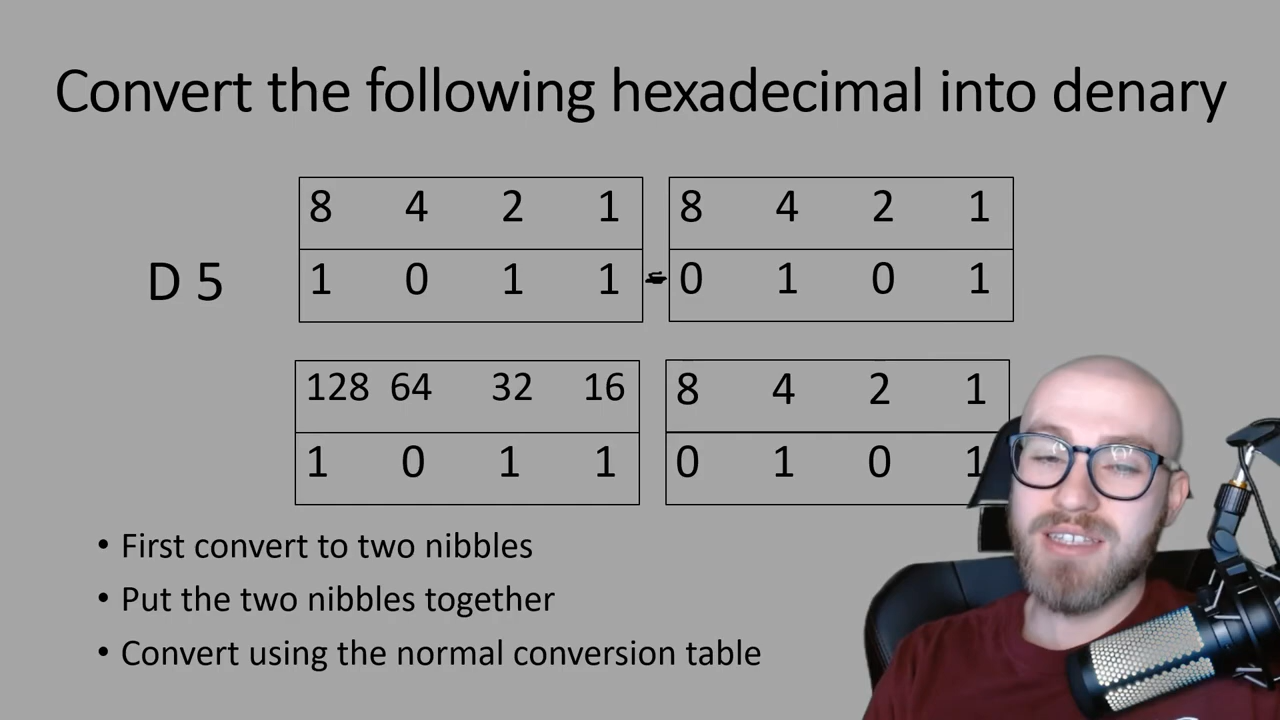 Convert the following hexadecimal into denary
8 4 2 1 8 4 2 1
D 5 1 0 1 1 = 0 1 0 1
128 64 32 16 8 4 2 1
1 0 1 1 0 1 0 1
• First convert to two nibbles
• Put the two nibbles together
• Convert using the normal conversion table